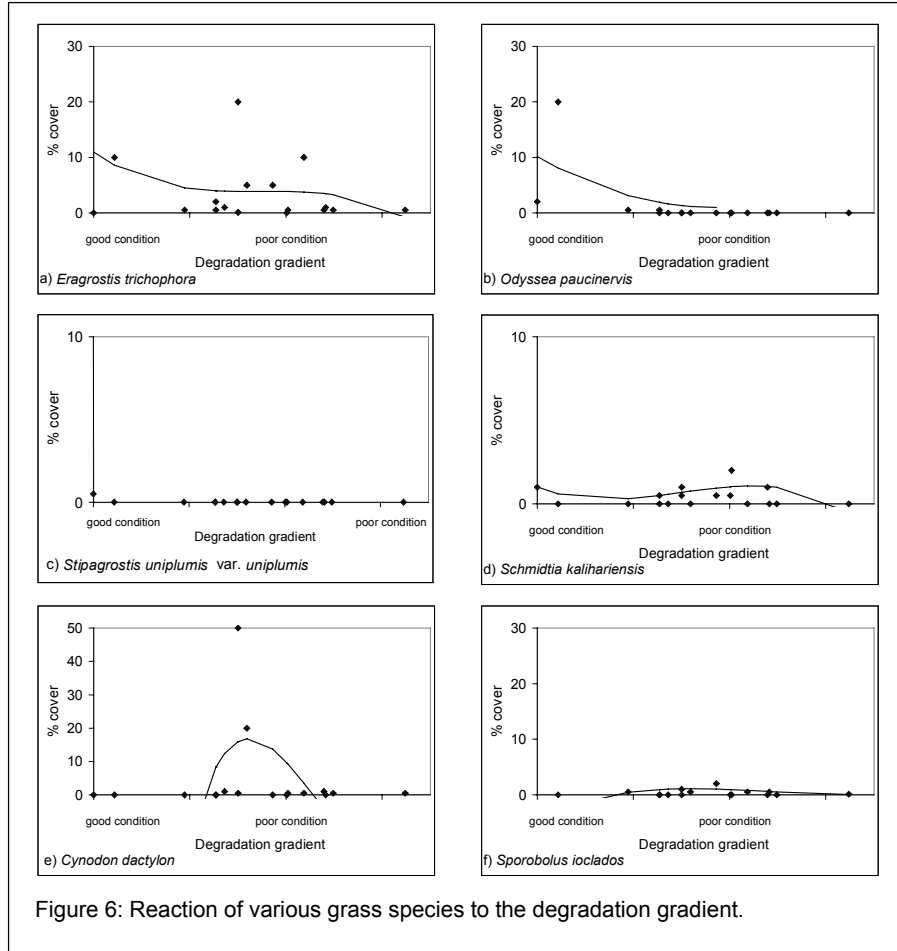 30
20
10
0
% cover
good condition
poor condition
Degradation gradient
a) Eragrostis trichophora
30
20
10
0
% cover
good condition
poor condition
Degradation gradient
b) Odyssea paucinervis
10
0
% cover
good condition
poor condition
Degradation gradient
c) Stipagrostis uniplumis var. uniplumis
10
0
% cover
good condition
poor condition
Degradation gradient
d) Schmidtia kalihariensis
50
40
30
20
10
0
% cover
good condition
poor condition
Degradation gradient
e) Cynodon dactylon
30
20
10
0
% cover
good condition
poor condition
Degradation gradient
f) Sporobolus ioclados
Figure 6: Reaction of various grass species to the degradation gradient.